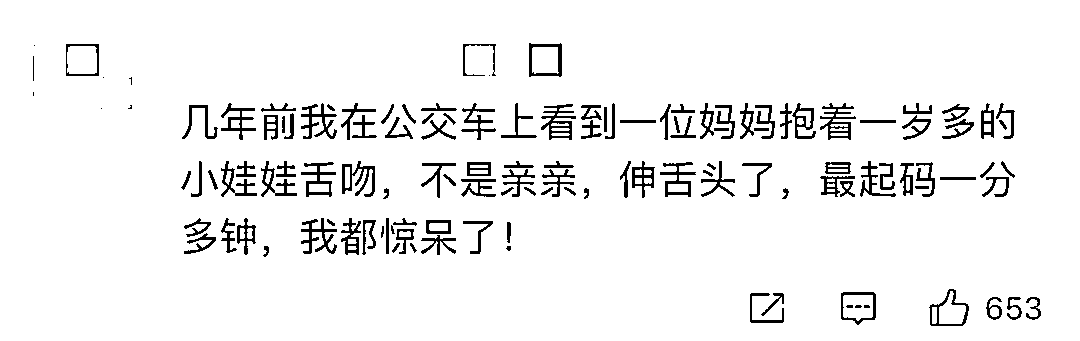 几年前我在公交车上看到一位妈妈抱着一岁多的
小娃娃舌吻，不是亲亲，伸舌头了，最起码一分
多钟，我都惊呆了！
653